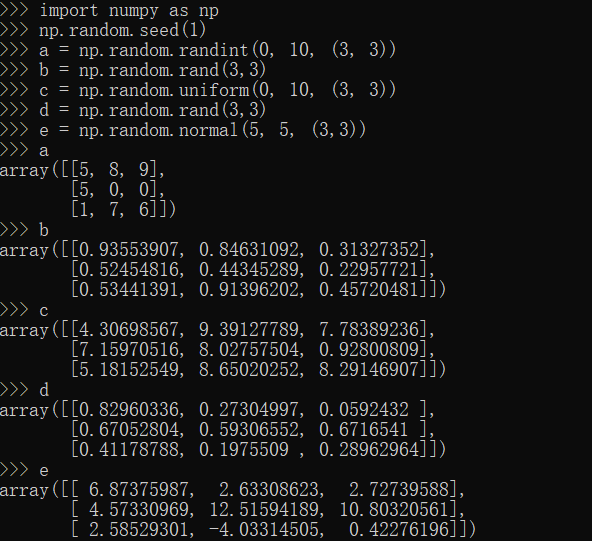 >>> import numpy as np
>>> np.random.seed(1)
>>> a = np.random.randint(0, 10, (3, 3))
>>> b = np.random.rand(3,3)
>>> c = np.random.uniform(0, 10, (3, 3))
>>> d = np.random.rand(3,3)
>>> e = np.random.normal(5, 5, (3,3))
>>> a
array([[5, 8, 9],
       [5, 0, 0],
       [1, 7, 6]])
>>> b
array([[0.93553907, 0.84631092, 0.31327352],
       [0.52454816, 0.44345289, 0.22957721],
       [0.53441391, 0.91396202, 0.45720481]])
>>> c
array([[4.30698567, 9.39127789, 7.78389236],
       [7.15970516, 8.02757504, 0.92800809],
       [5.18152549, 8.65020252, 8.29146907]])
>>> d
array([[0.82960336, 0.27304997, 0.0592432 ],
       [0.67052804, 0.59306552, 0.6716541 ],
       [0.41178788, 0.1975509 , 0.28962964]])
>>> e
array([[ 6.87375987,  2.63308623,  2.72739588],
       [ 4.57330969, 12.51594189, 10.80320561],
       [ 2.58529301, -4.03314505,  0.42276196]])